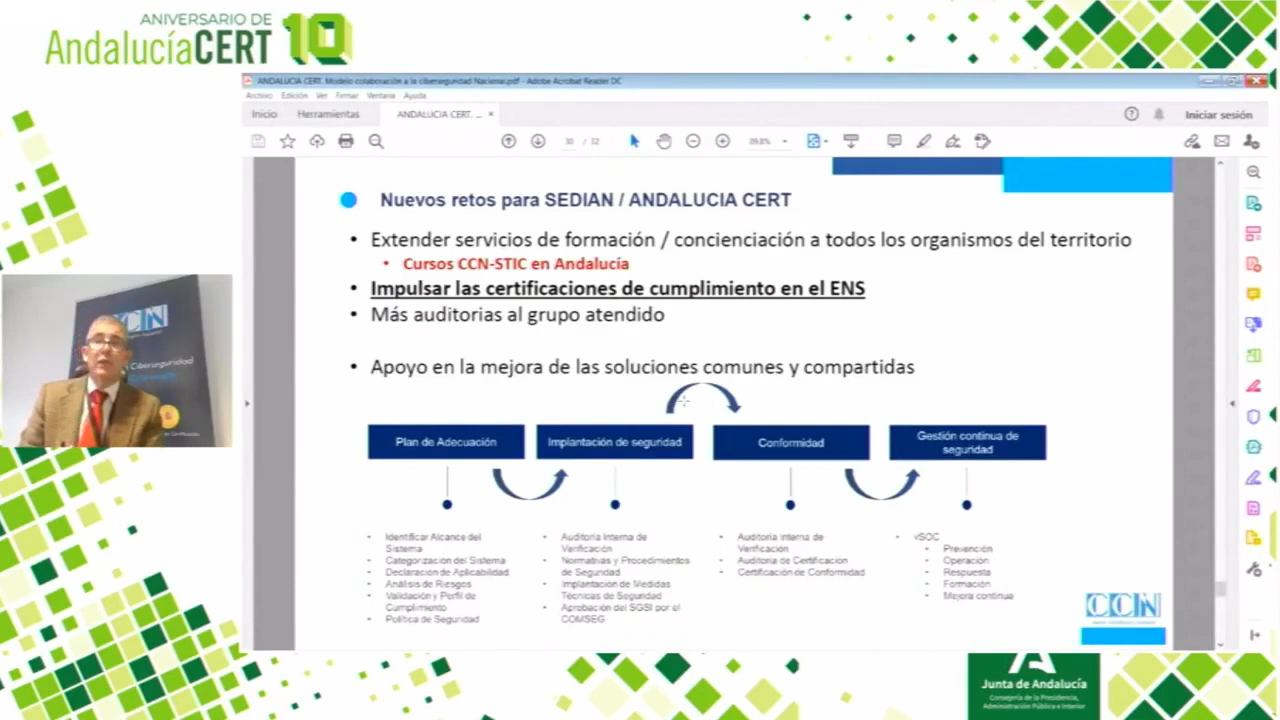 ANIVERSARIO DE
AndalucíaCERT 10
ANDALUCIA CERT. Modelo colaboración a la ciberseguridad Nacional.pdf - Adobe Acrobat Reader DC
Archivo Edición Ver Firmar Ventana Ayuda
Inicio Herramientas ANDALUCIA CERT. ... × Iniciar sesión
30 / 32
Nuevos retos para SEDIAN / ANDALUCIA CERT
• Extender servicios de formación / concienciación a todos los organismos del territorio
• Cursos CCN-STIC en Andalucía
• Impulsar las certificaciones de cumplimiento en el ENS
• Más auditorias al grupo atendido
• Apoyo en la mejora de las soluciones comunes y compartidas
Plan de Adecuación
• Identificar Alcance del
Sistema
• Categorización del Sistema
• Declaración de Aplicabilidad
• Análisis de Riesgos
• Validación y Perfil de
Cumplimiento
• Política de Seguridad
Implantación de seguridad
• Auditoría Interna de
Verificación
• Normativas y Procedimientos
de Seguridad
• Implantación de Medidas
Técnicas de Seguridad
• Aprobación del SGSI por el
COMSEG
Conformidad
• Auditoría Interna de
Verificación
• Auditoría de Certificación
• Certificación de Conformidad
Gestión continua de
seguridad
• vSOC
• Prevención
• Operación
• Respuesta
• Formación
• Mejora continua
CCN
CCN
Ciberseguridad
Junta de Andalucía
Consejería de la Presidencia,
Administración Pública e Interior